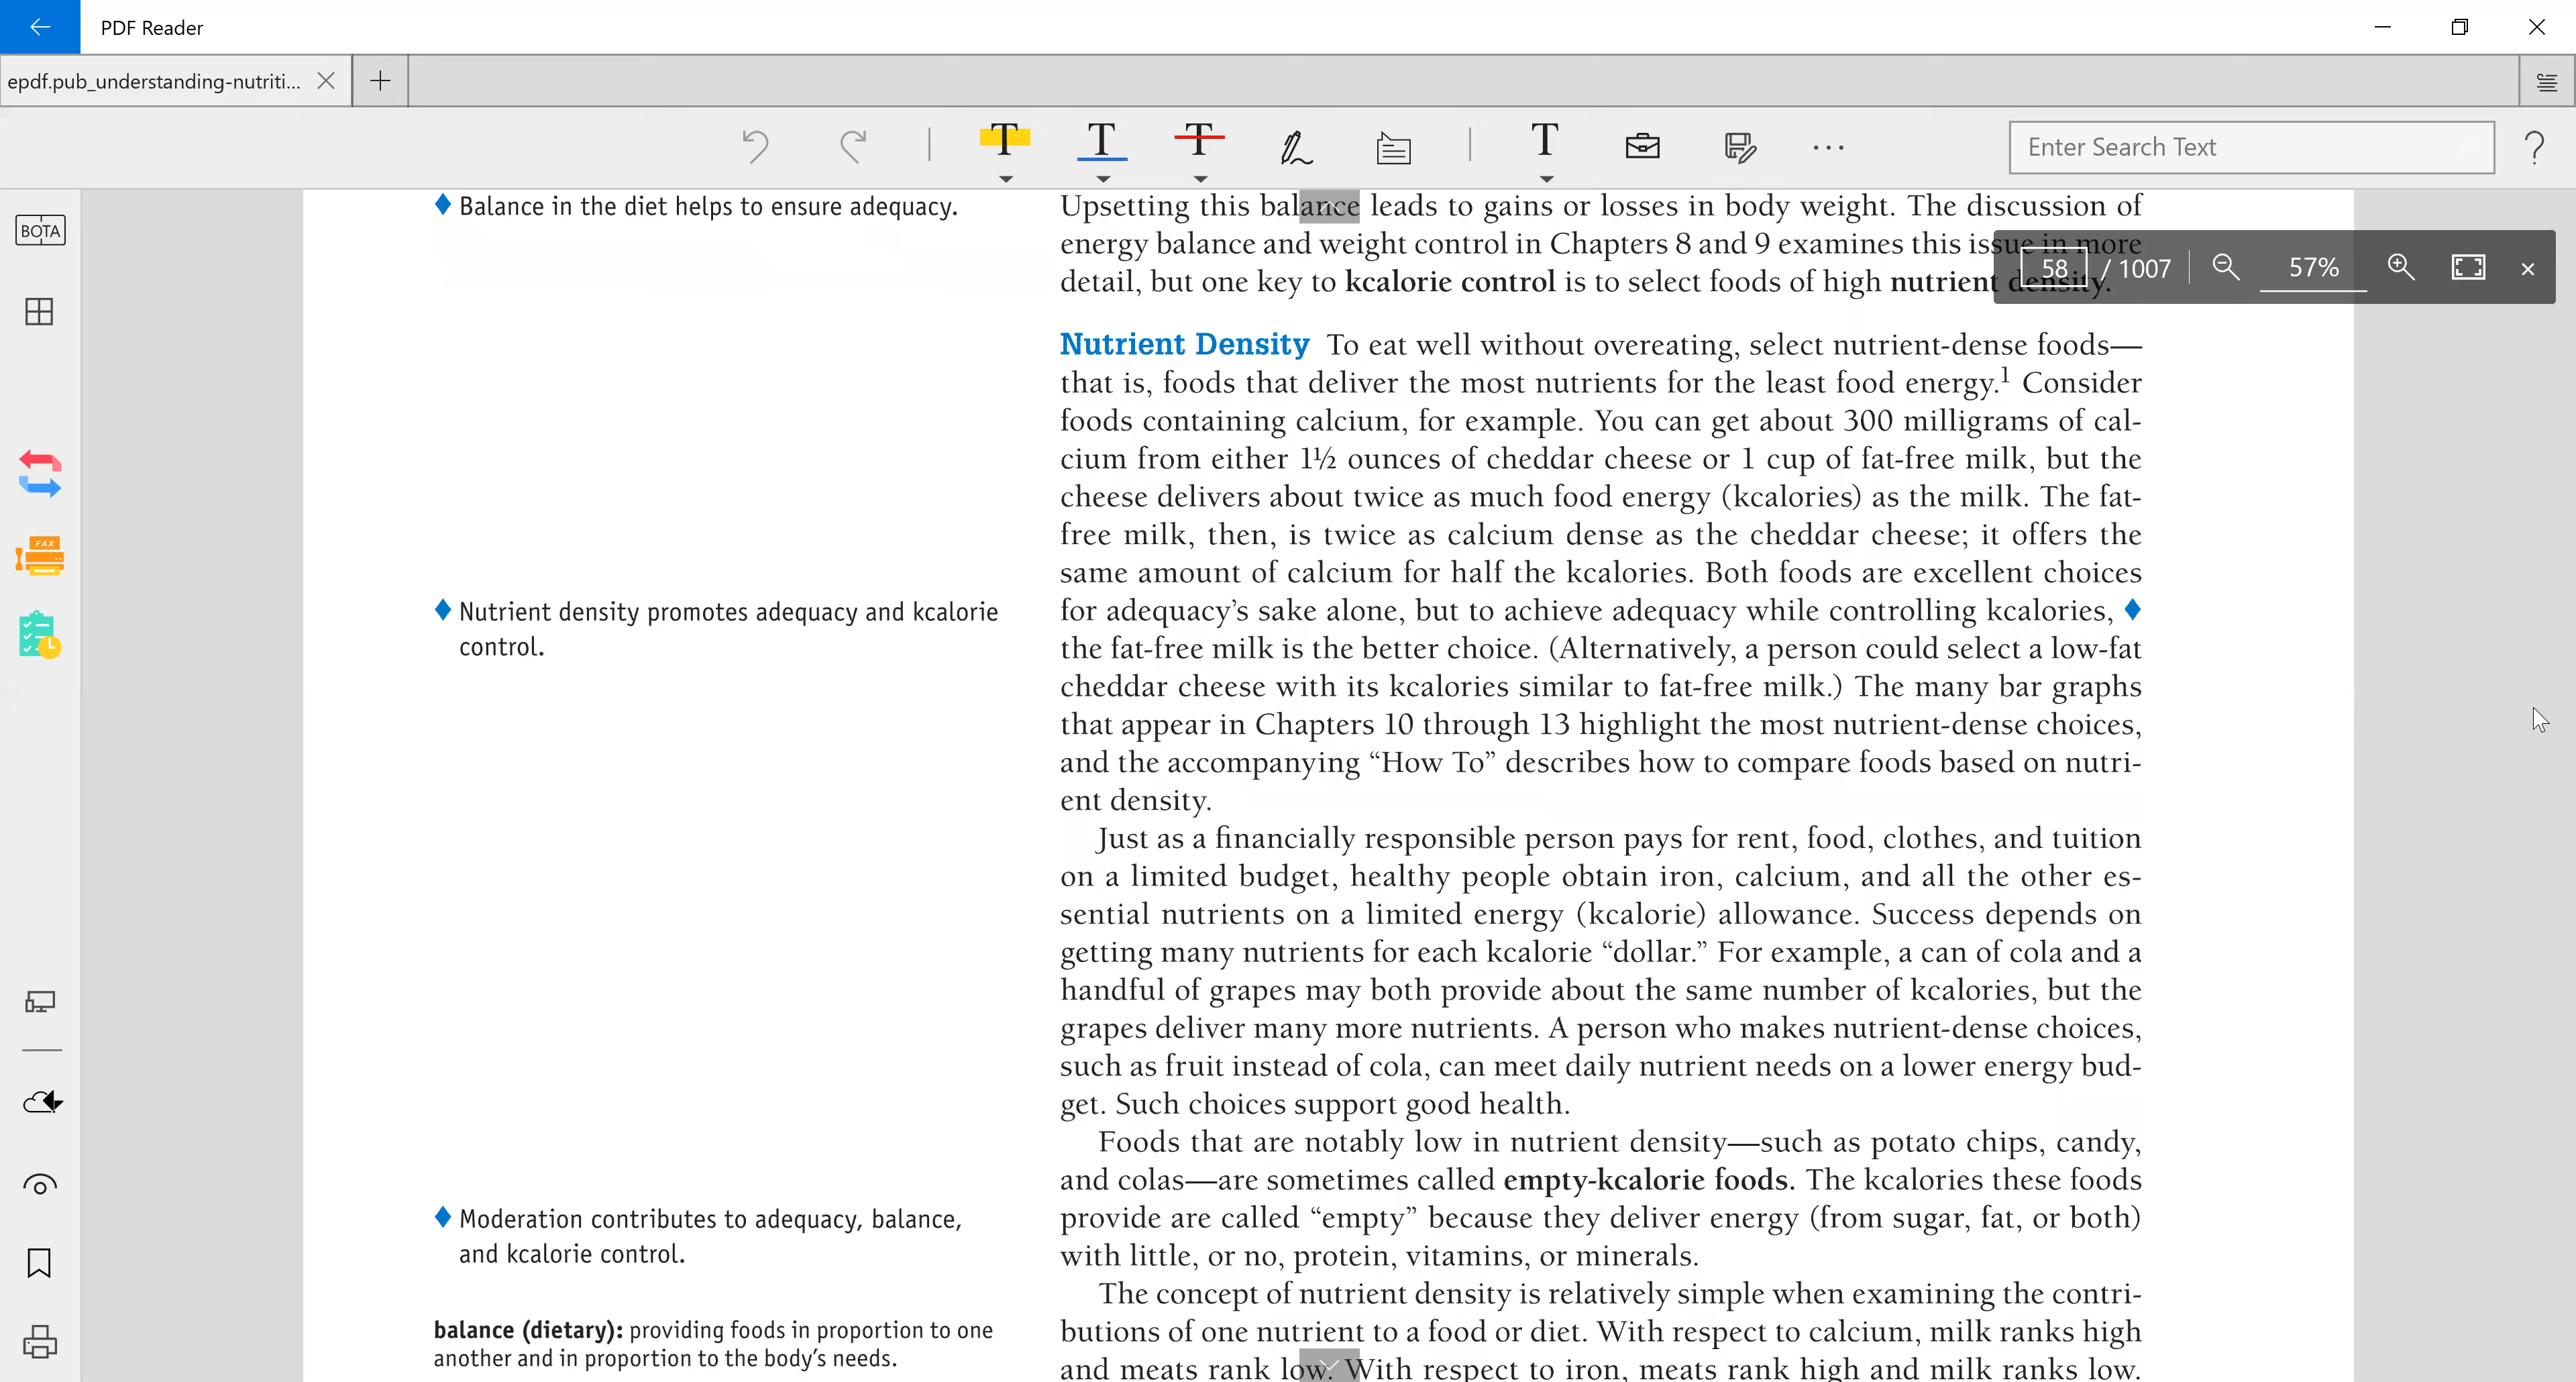 PDF Reader
epdf.pub_understanding-nutriti...
T T T T
Enter Search Text
?
BOTA
FAX
58 / 1007 57%
◆ Balance in the diet helps to ensure adequacy.
◆ Nutrient density promotes adequacy and kcalorie
control.
◆ Moderation contributes to adequacy, balance,
and kcalorie control.
balance (dietary): providing foods in proportion to one
another and in proportion to the body’s needs.
Upsetting this balance leads to gains or losses in body weight. The discussion of
energy balance and weight control in Chapters 8 and 9 examines this issue in more
detail, but one key to kcalorie control is to select foods of high nutrient density.
Nutrient Density To eat well without overeating, select nutrient-dense foods—
that is, foods that deliver the most nutrients for the least food energy.1 Consider
foods containing calcium, for example. You can get about 300 milligrams of cal-
cium from either 1½ ounces of cheddar cheese or 1 cup of fat-free milk, but the
cheese delivers about twice as much food energy (kcalories) as the milk. The fat-
free milk, then, is twice as calcium dense as the cheddar cheese; it offers the
same amount of calcium for half the kcalories. Both foods are excellent choices
for adequacy’s sake alone, but to achieve adequacy while controlling kcalories, ◆
the fat-free milk is the better choice. (Alternatively, a person could select a low-fat
cheddar cheese with its kcalories similar to fat-free milk.) The many bar graphs
that appear in Chapters 10 through 13 highlight the most nutrient-dense choices,
and the accompanying “How To” describes how to compare foods based on nutri-
ent density.
Just as a financially responsible person pays for rent, food, clothes, and tuition
on a limited budget, healthy people obtain iron, calcium, and all the other es-
sential nutrients on a limited energy (kcalorie) allowance. Success depends on
getting many nutrients for each kcalorie “dollar.” For example, a can of cola and a
handful of grapes may both provide about the same number of kcalories, but the
grapes deliver many more nutrients. A person who makes nutrient-dense choices,
such as fruit instead of cola, can meet daily nutrient needs on a lower energy bud-
get. Such choices support good health.
Foods that are notably low in nutrient density—such as potato chips, candy,
and colas—are sometimes called empty-kcalorie foods. The kcalories these foods
provide are called “empty” because they deliver energy (from sugar, fat, or both)
with little, or no, protein, vitamins, or minerals.
The concept of nutrient density is relatively simple when examining the contri-
butions of one nutrient to a food or diet. With respect to calcium, milk ranks high
and meats rank low. With respect to iron, meats rank high and milk ranks low.